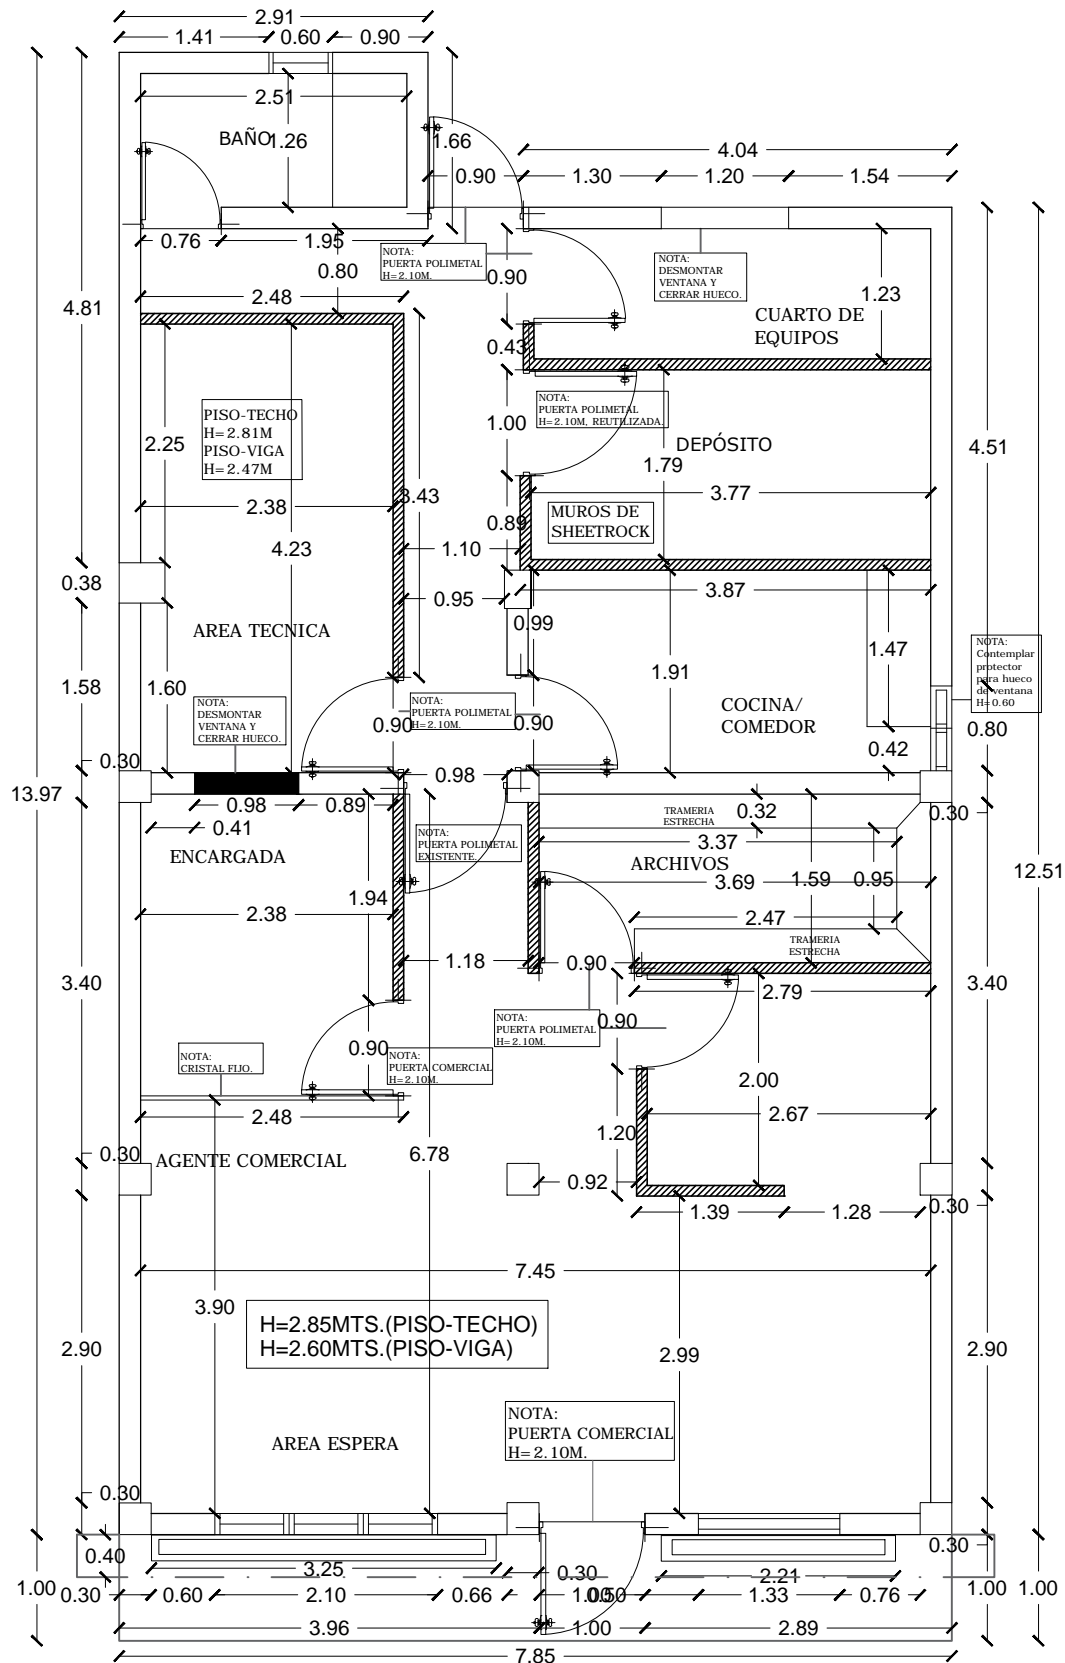 2.91
1.41 0.60 0.90
2.51
BAÑO
1.26
1.66
4.04
0.90 1.30 1.20 1.54
0.76 1.95
NOTA:
PUERTA POLIMETAL
H=2.10M.
0.80
0.90
NOTA:
DESMONTAR
VENTANA Y
CERRAR HUECO.
1.23
2.48
4.81
CUARTO DE
EQUIPOS
0.43
PISO-TECHO
H=2.81M
PISO-VIGA
H=2.47M
2.25
NOTA:
PUERTA POLIMETAL
H=2.10M, REUTILIZADA.
1.00
DEPÓSITO
1.79
4.51
2.38
3.43
3.77
MUROS DE
SHEETROCK
0.89
4.23
1.10
0.38
0.95
3.87
0.99
AREA TECNICA
1.91
1.47
NOTA:
Contemplar
protector
para hueco
de ventana
H=0.60
1.58
1.60
NOTA:
DESMONTAR
VENTANA Y
CERRAR HUECO.
0.90
NOTA:
PUERTA POLIMETAL
H=2.10M.
0.90
COCINA/
COMEDOR
0.42
0.80
0.30
0.98
13.97
0.98 0.89
0.41
TRAMERIA
ESTRECHA
0.32
0.30
3.37
ENCARGADA
NOTA:
PUERTA POLIMETAL
EXISTENTE.
ARCHIVOS
3.69
1.59
0.95
12.51
1.94
2.38
2.47
TRAMERIA
ESTRECHA
1.18
0.90
3.40
3.40
2.79
NOTA:
PUERTA POLIMETAL
H=2.10M.
0.90
0.90
NOTA:
CRISTAL FIJO.
NOTA:
PUERTA COMERCIAL
H=2.10M.
2.00
2.48
2.67
1.20
0.30
AGENTE COMERCIAL
6.78
0.92
1.39 1.28
0.30
7.45
3.90
H=2.85MTS.(PISO-TECHO)
H=2.60MTS.(PISO-VIGA)
2.90
2.99
2.90
NOTA:
PUERTA COMERCIAL
H=2.10M.
AREA ESPERA
0.30
0.30
0.40
3.25
0.30
2.21
1.00
0.30 0.60 2.10 0.66 1.00 0.50 1.33 0.76 1.00 1.00
3.96 1.00 2.89
7.85